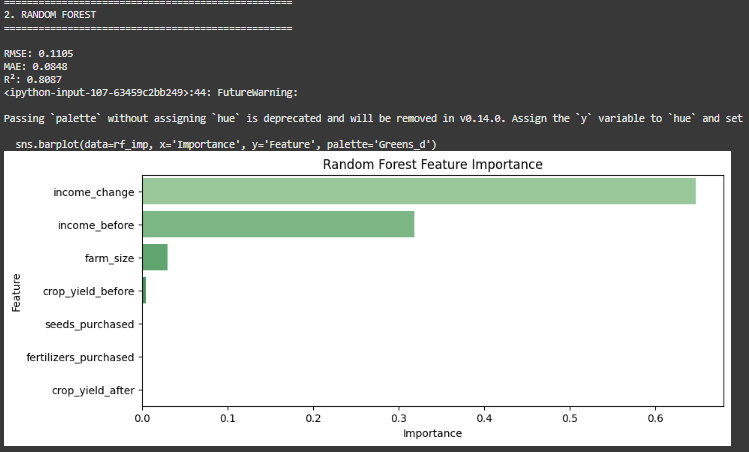 ==================================================
2. RANDOM FOREST
==================================================
RMSE: 0.1105
MAE: 0.0848
R²: 0.8087
<ipython-input-107-63459c2bb249>:44: FutureWarning:
Passing `palette` without assigning `hue` is deprecated and will be removed in v0.14.0. Assign the `y` variable to `hue` and set
sns.barplot(data=rf_imp, x='Importance', y='Feature', palette='Greens_d')
Random Forest Feature Importance
income_change
income_before
farm_size
crop_yield_before
seeds_purchased
fertilizers_purchased
crop_yield_after
Feature
0.0 0.1 0.2 0.3 0.4 0.5 0.6
Importance